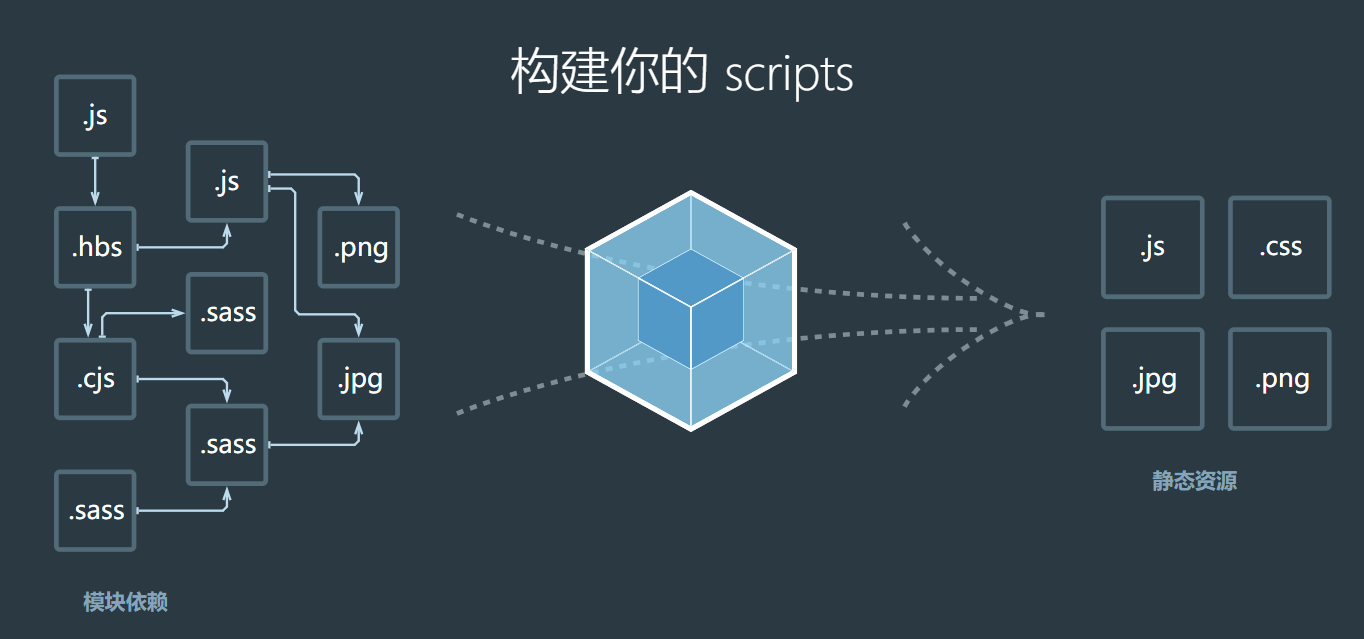 构建你的 scripts
.js
.js
.hbs
.png
.sass
.cjs
.jpg
.sass
.sass
模块依赖
.js
.css
.jpg
.png
静态资源